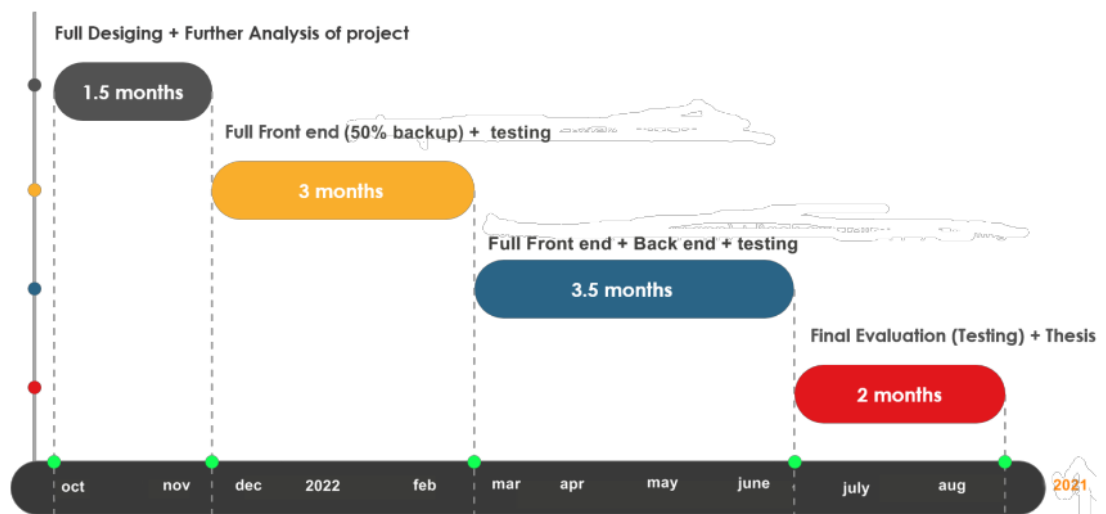 Full Desiging + Further Analysis of project
1.5 months
Full Front end (50% backup) + testing
3 months
Full Front end + Back end + testing
3.5 months
Final Evaluation (Testing) + Thesis
2 months
oct nov dec 2022 feb mar apr may june july aug 2021